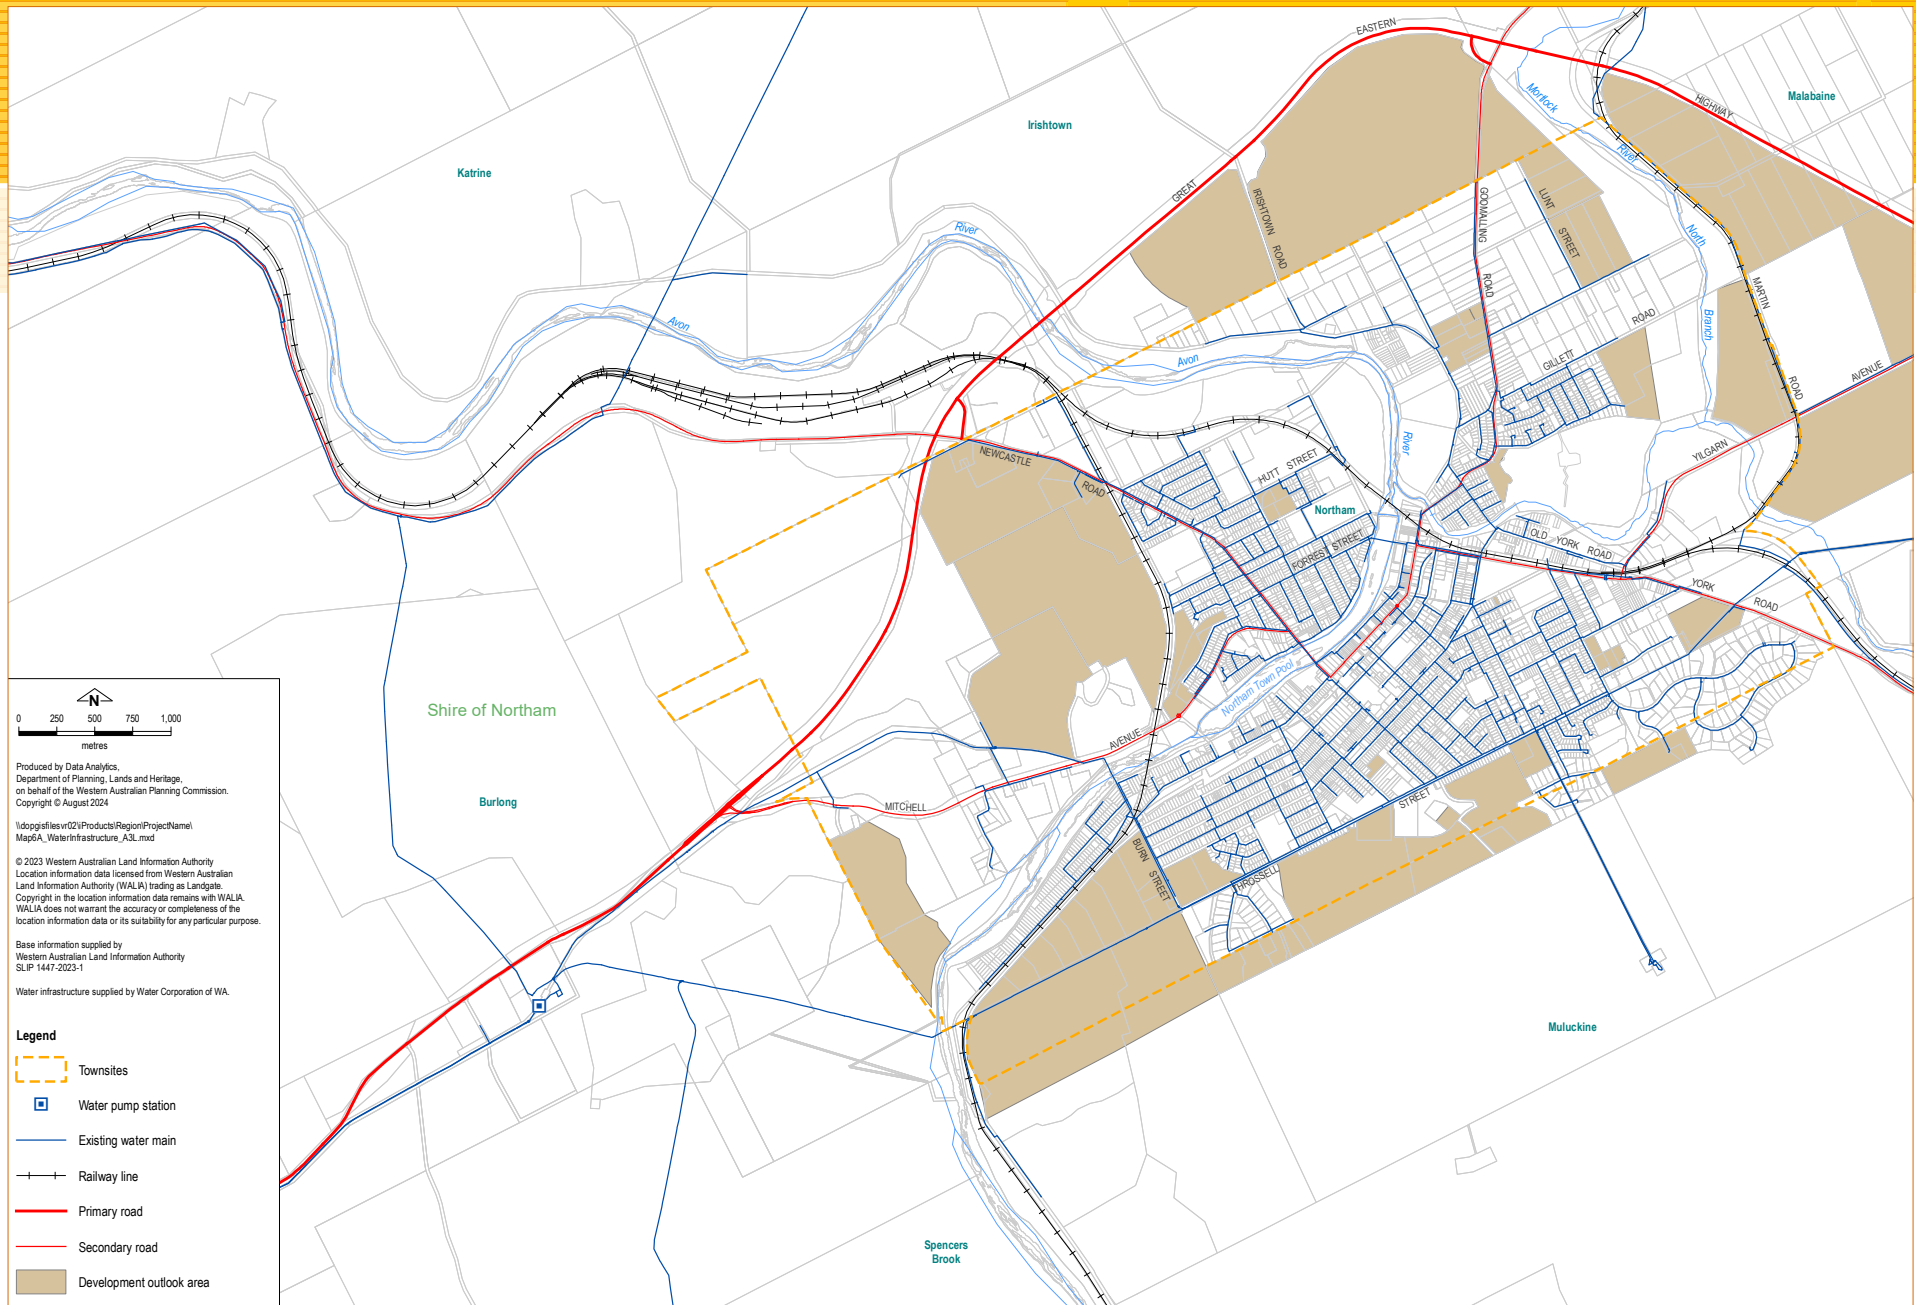 EASTERN
HIGHWAY
Malabaine
Mortlock
River
North
Branch
Irishtown
Katrine
GREAT
IRISHTOWN
ROAD
GOOMALLING
ROAD
LUNT
STREET
MARTIN
ROAD
River
Avon
Avon
River
GILLETT
ROAD
AVENUE
YILGARN
NEWCASTLE
ROAD
HUTT STREET
Northam
FORREST STREET
OLD YORK ROAD
YORK
ROAD
Northam Town Pool
Shire of Northam
AVENUE
MITCHELL
Burlong
BURN
STREET
THROSSELL
STREET
Muluckine
Spencers
Brook
N
0 250 500 750 1,000
metres
Produced by Data Analytics,
Department of Planning, Lands and Heritage,
on behalf of the Western Australian Planning Commission.
Copyright © August 2024
\\dopgisfilesvr02\iProducts\Region\ProjectName\
Map6A_WaterInfrastructure_A3L.mxd
© 2023 Western Australian Land Information Authority
Location information data licensed from Western Australian
Land Information Authority (WALIA) trading as Landgate.
Copyright in the location information data remains with WALIA.
WALIA does not warrant the accuracy or completeness of the
location information data or its suitability for any particular purpose.
Base information supplied by
Western Australian Land Information Authority
SLIP 1447-2023-1
Water infrastructure supplied by Water Corporation of WA.
Legend
Townsites
Water pump station
Existing water main
Railway line
Primary road
Secondary road
Development outlook area